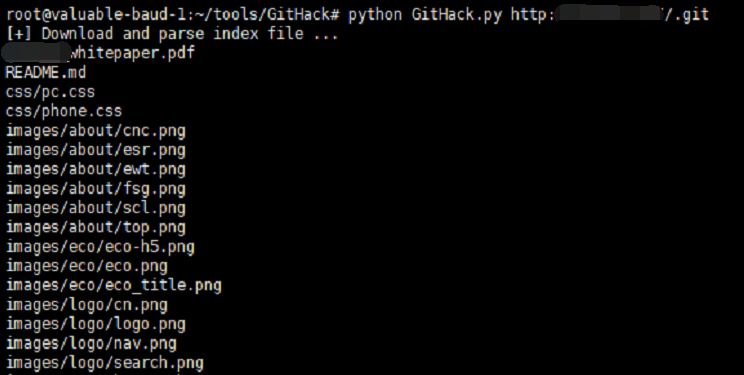 root@valuable-baud-1:~/tools/GitHack# python GitHack.py http: /.git
[+] Download and parse index file ...
whitepaper.pdf
README.md
css/pc.css
css/phone.css
images/about/cnc.png
images/about/esr.png
images/about/ewt.png
images/about/fsg.png
images/about/scl.png
images/about/top.png
images/eco/eco-h5.png
images/eco/eco.png
images/eco/eco_title.png
images/logo/cn.png
images/logo/logo.png
images/logo/nav.png
images/logo/search.png